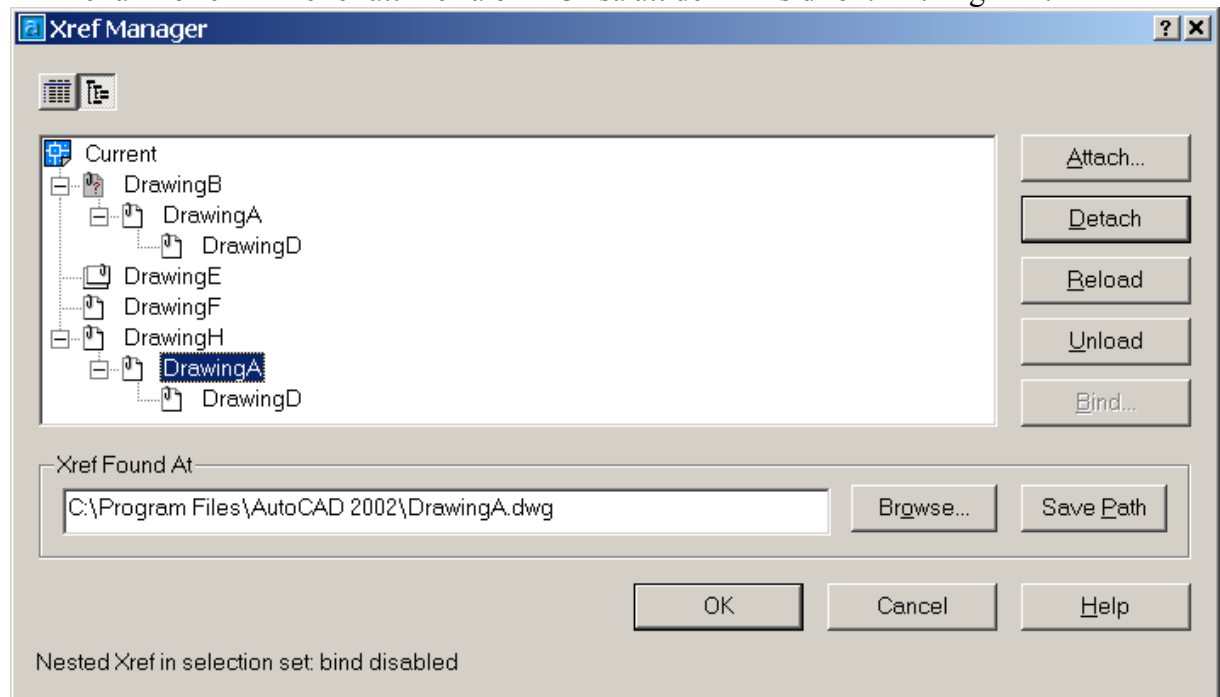 Xref Manager
Current
DrawingB
DrawingA
DrawingD
DrawingE
DrawingF
DrawingH
DrawingA
DrawingD
Attach...
Detach
Reload
Unload
Bind...
Xref Found At
C:\Program Files\AutoCAD 2002\DrawingA.dwg
Browse...
Save Path
OK
Cancel
Help
Nested Xref in selection set: bind disabled